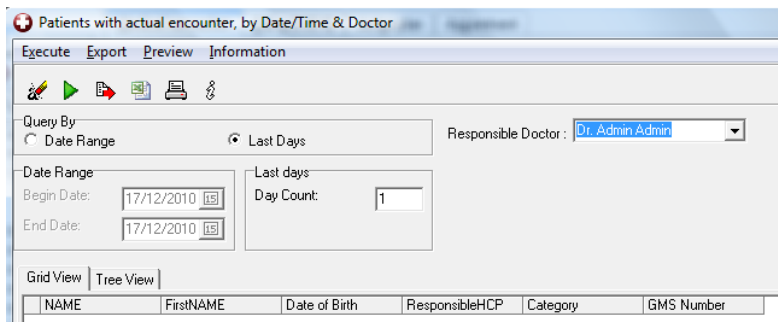 Patients with actual encounter, by Date/Time & Doctor
Execute Export Preview Information
Query By
Date Range Last Days
Responsible Doctor : Dr. Admin Admin
Date Range Last days
Begin Date: 17/12/2010 15 Day Count: 1
End Date: 17/12/2010 15
Grid View Tree View
NAME FirstNAME Date of Birth ResponsibleHCP Category GMS Number